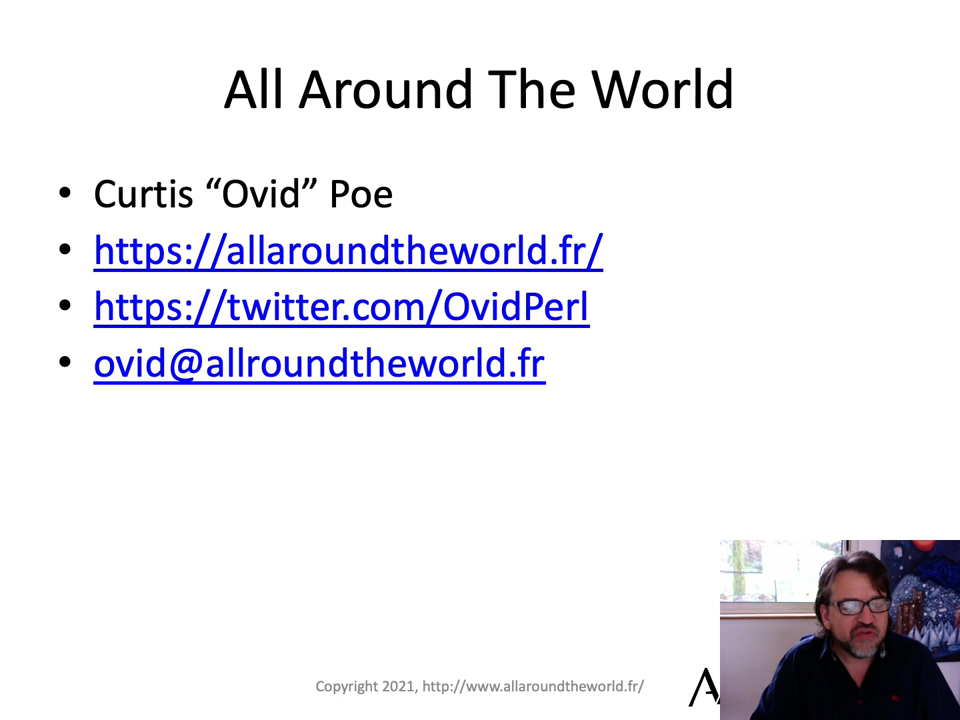 All Around The World
• Curtis “Ovid” Poe
• https://allaroundtheworld.fr/
• https://twitter.com/OvidPerl
• ovid@allroundtheworld.fr
Copyright 2021, http://www.allaroundtheworld.fr/